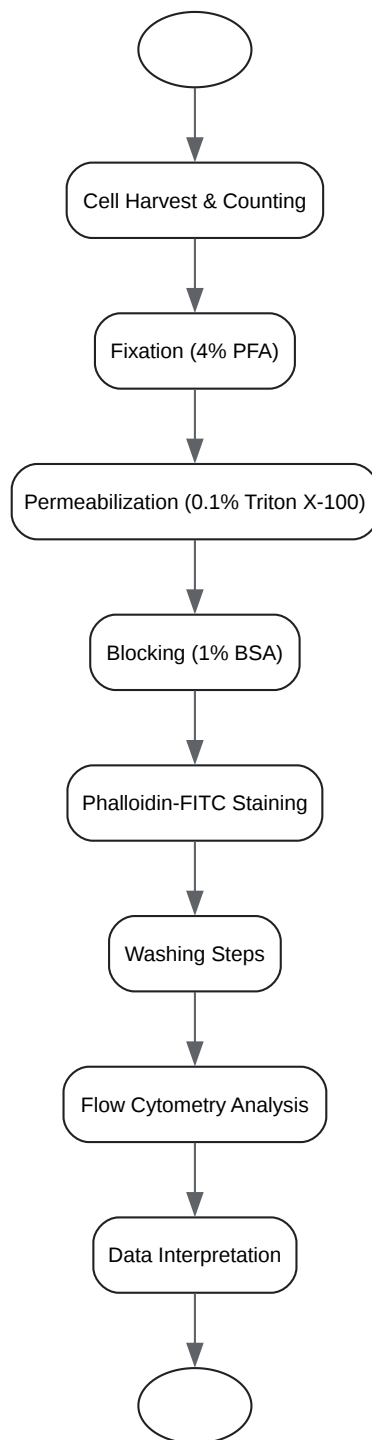 Cell Harvest & Counting
Fixation (4% PFA)
Permeabilization (0.1% Triton X-100)
Blocking (1% BSA)
Phalloidin-FITC Staining
Washing Steps
Flow Cytometry Analysis
Data Interpretation